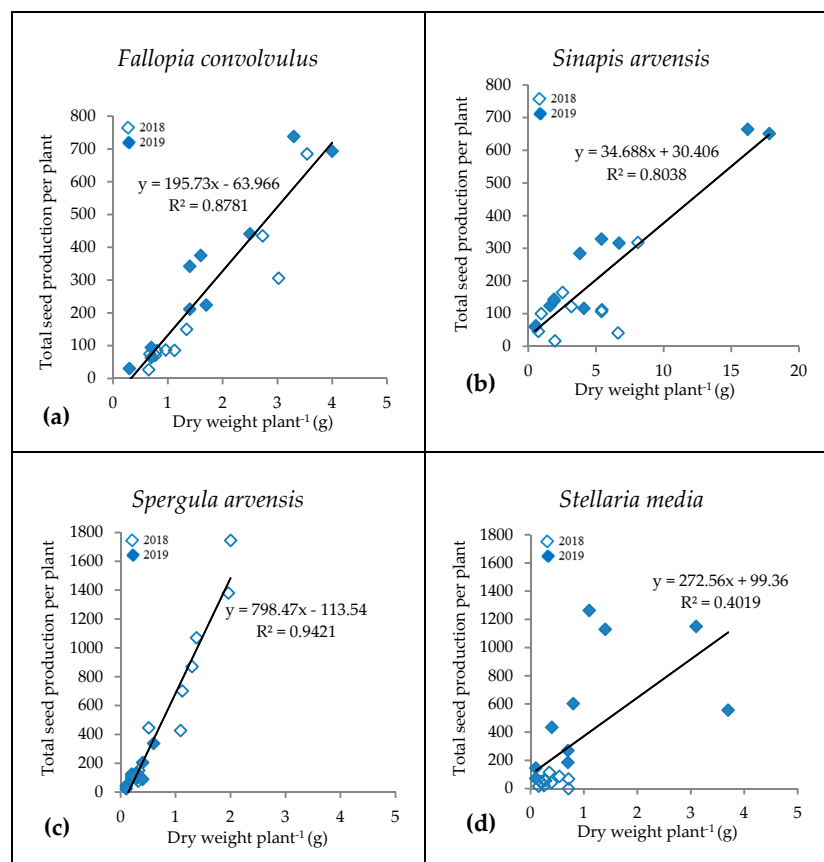 Fallopia convolvulus
2018
2019
Total seed production per plant
800
700
600
500
400
300
200
100
0
y = 195.73x - 63.966
R² = 0.8781
0 1 2 3 4 5
(a)
Dry weight plant⁻¹ (g)
Sinapis arvensis
2018
2019
Total seed production per plant
800
700
600
500
400
300
200
100
0
y = 34.688x + 30.406
R² = 0.8038
0 5 10 15 20
(b)
Dry weight plant⁻¹ (g)
Spergula arvensis
2018
2019
Total seed production per plant
1800
1600
1400
1200
1000
800
600
400
200
0
y = 798.47x - 113.54
R² = 0.9421
0 1 2 3 4 5
(c)
Dry weight plant⁻¹ (g)
Stellaria media
2018
2019
Total seed production per plant
1800
1600
1400
1200
1000
800
600
400
200
0
y = 272.56x + 99.36
R² = 0.4019
0 1 2 3 4 5
(d)
Dry weight plant⁻¹ (g)